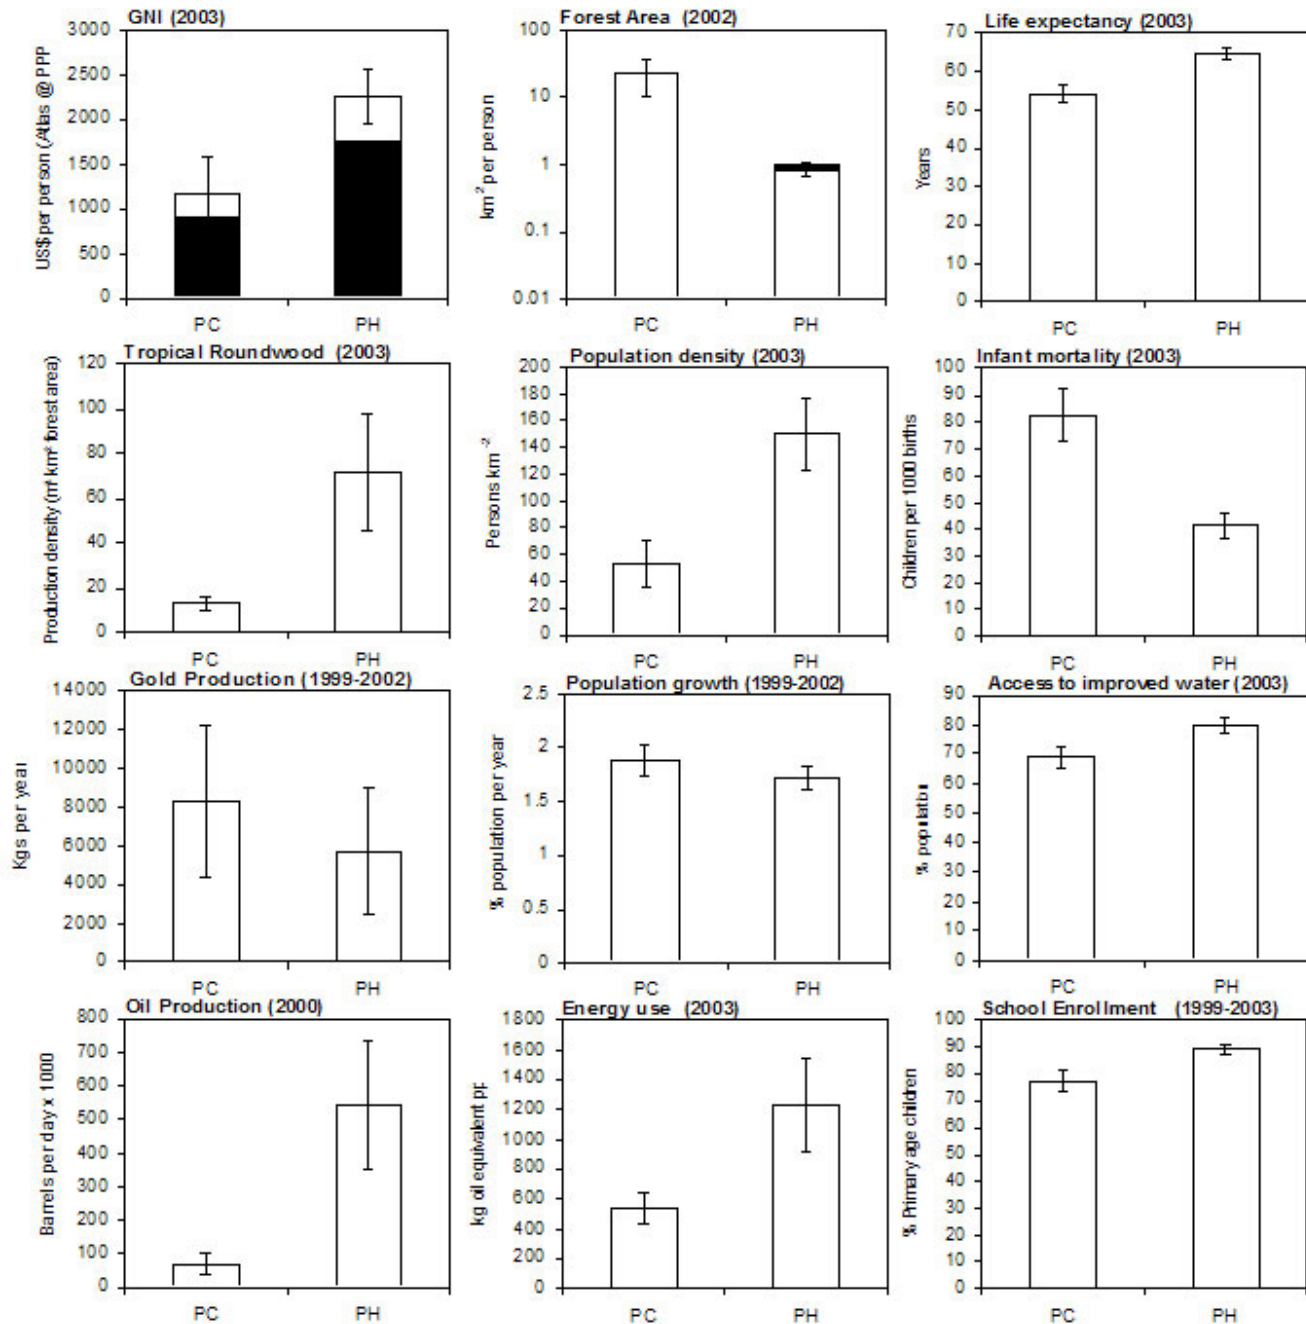 GNI (2003)
US$ per person (Atlas @ PPP
3000
2500
2000
1500
1000
500
0
PC PH
Forest Area (2002)
km² per person
100
10
1
0.1
0.01
PC PH
Life expectancy (2003)
Years
70
60
50
40
30
20
10
0
PC PH
Tropical Roundwood (2003)
Production density (m³ km² forest area)
120
100
80
60
40
20
0
PC PH
Population density (2003)
Persons km⁻²
200
180
160
140
120
100
80
60
40
20
0
PC PH
Infant mortality (2003)
Children per 1000 births
100
90
80
70
60
50
40
30
20
10
0
PC PH
Gold Production (1999-2002)
Kgs per year
14000
12000
10000
8000
6000
4000
2000
0
PC PH
Population growth (1999-2002)
% population per year
2.5
2
1.5
1
0.5
0
PC PH
Access to improved water (2003)
% population
90
80
70
60
50
40
30
20
10
0
PC PH
Oil Production (2000)
Barrels per day x 1000
800
700
600
500
400
300
200
100
0
PC PH
Energy use (2003)
kg oil equivalent pp
1800
1600
1400
1200
1000
800
600
400
200
0
PC PH
School Enrollment (1999-2003)
% Primary age children
100
90
80
70
60
50
40
30
20
10
0
PC PH